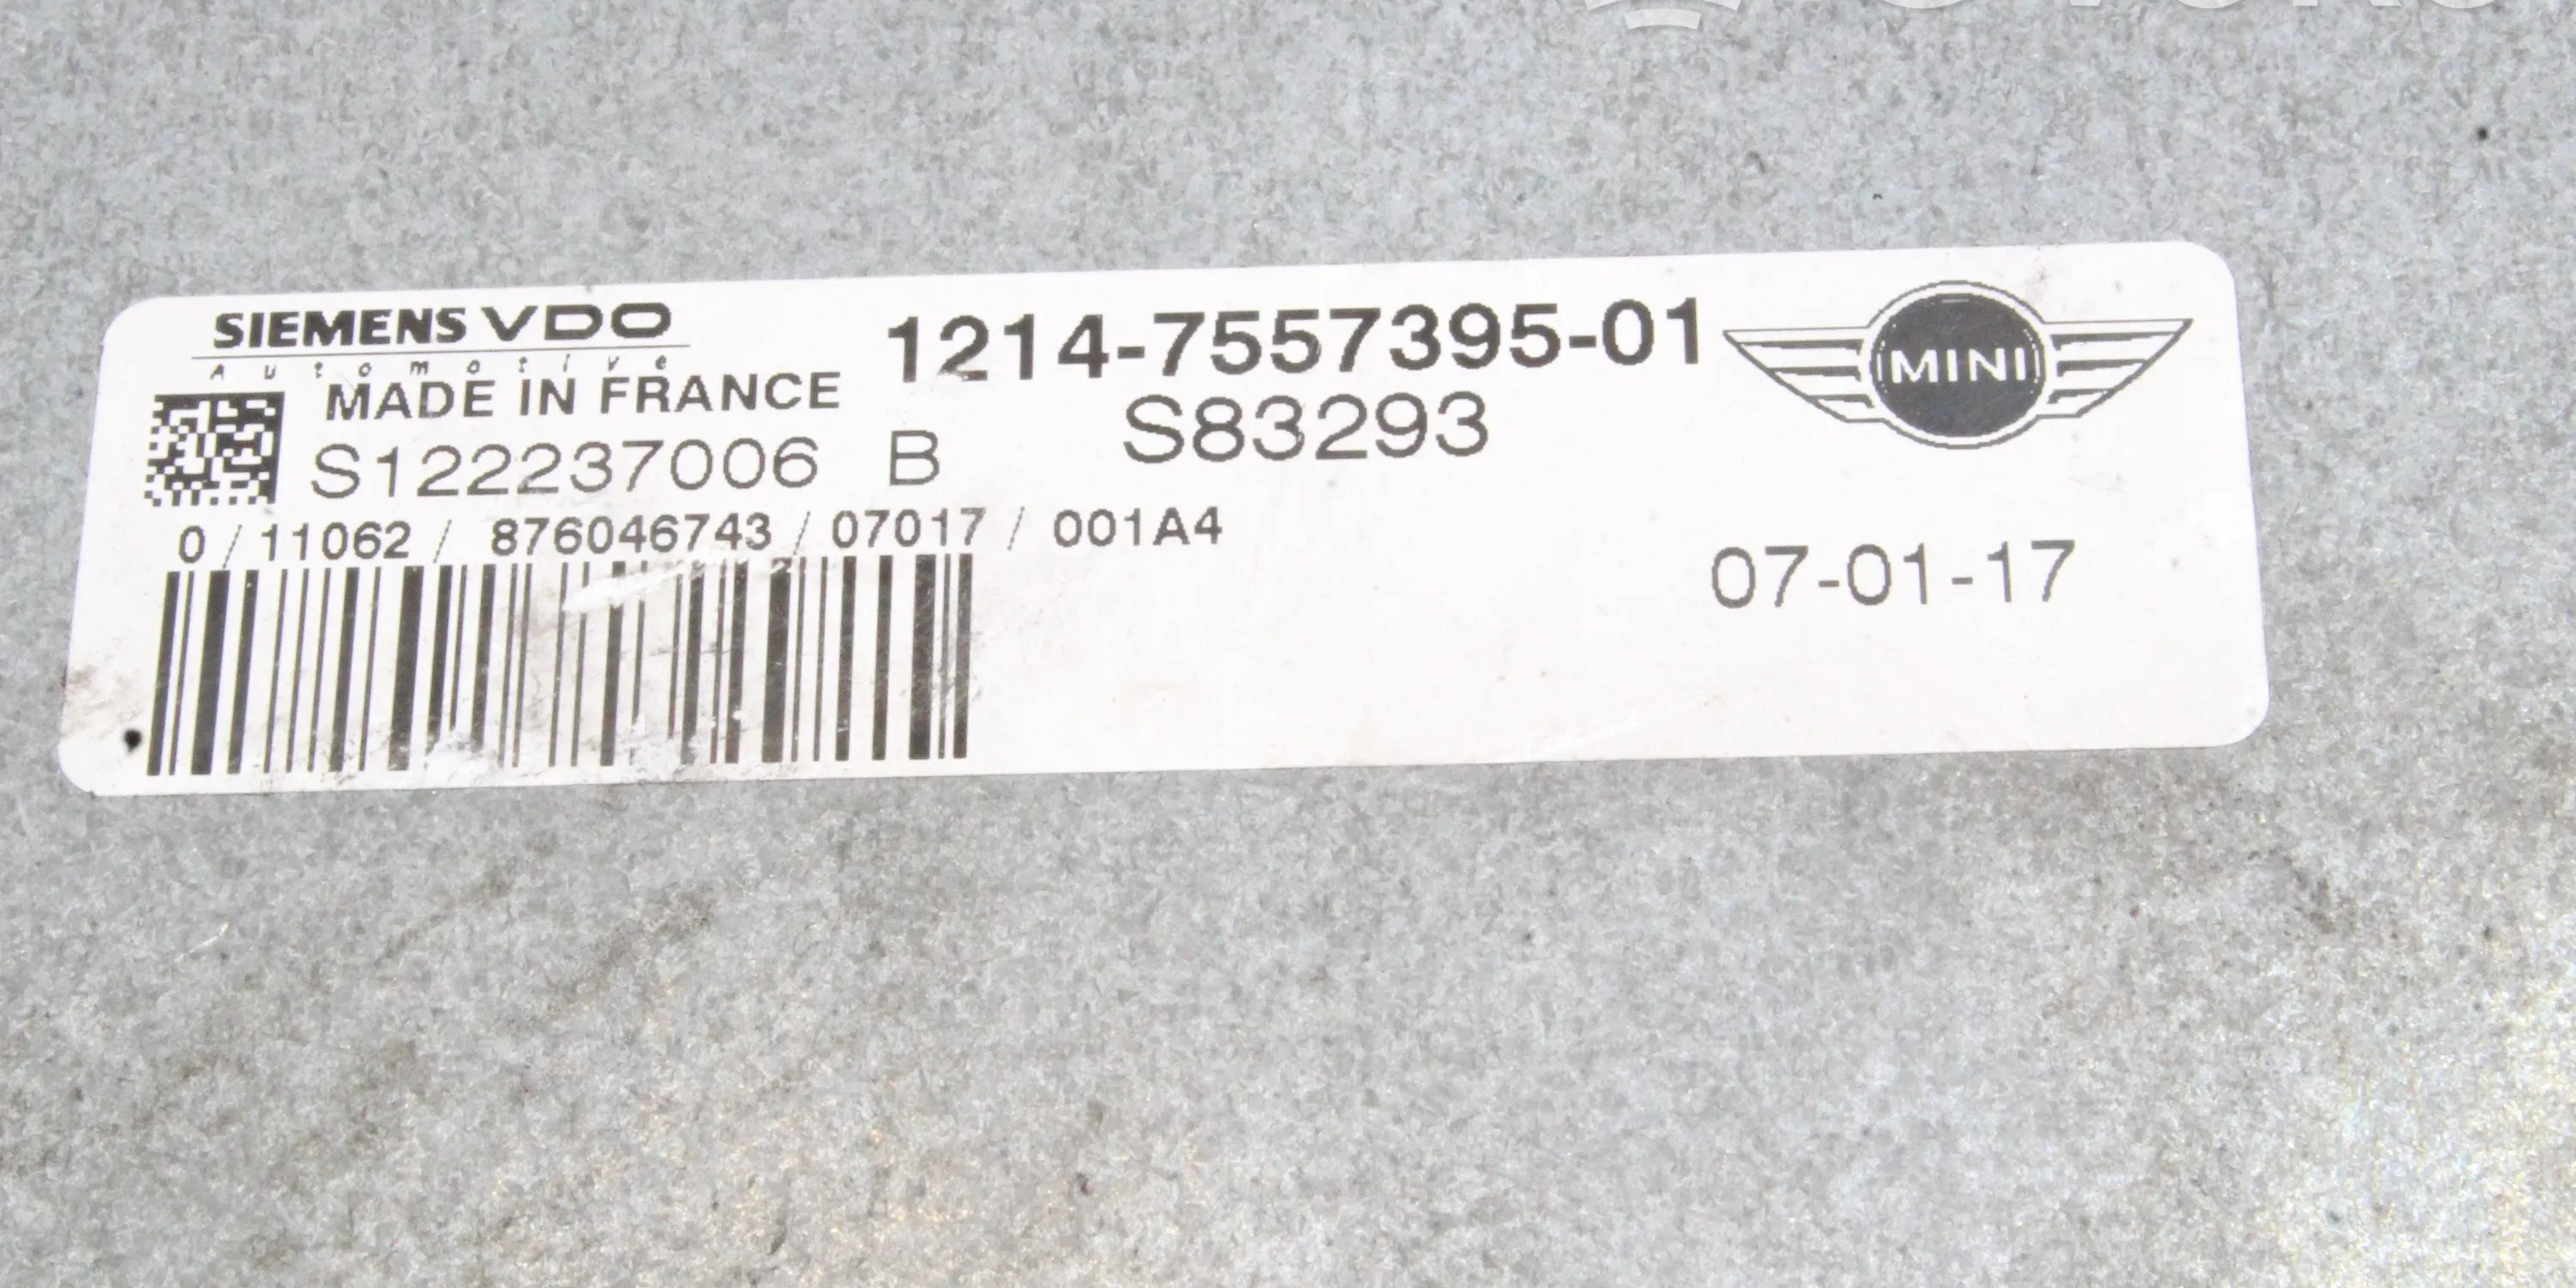 SIEMENS VDO
Automotive
1214-7557395-01
MINI
MADE IN FRANCE
S83293
S122237006 B
0/11062/ 876046743/07017/ 001A4
07-01-17